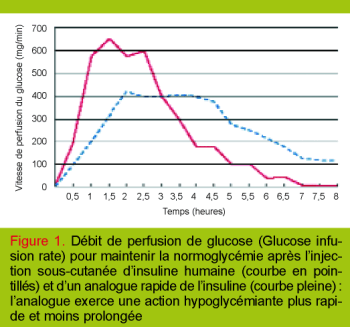 700
600
500
400
300
200
100
0
Vitesse de perfusion du glucose (mg/min)
0,5 1 1,5 2 2,5 3 3,5 4 4,5 5 5,5 6 6,5 7 7,5 8
Temps (heures)
Figure 1. Débit de perfusion de glucose (Glucose infu-
sion rate) pour maintenir la normoglycémie après l'injec-
tion sous-cutanée d'insuline humaine (courbe en poin-
tillés) et d'un analogue rapide de l'insuline (courbe pleine) :
l'analogue exerce une action hypoglycémiante plus rapi-
de et moins prolongée